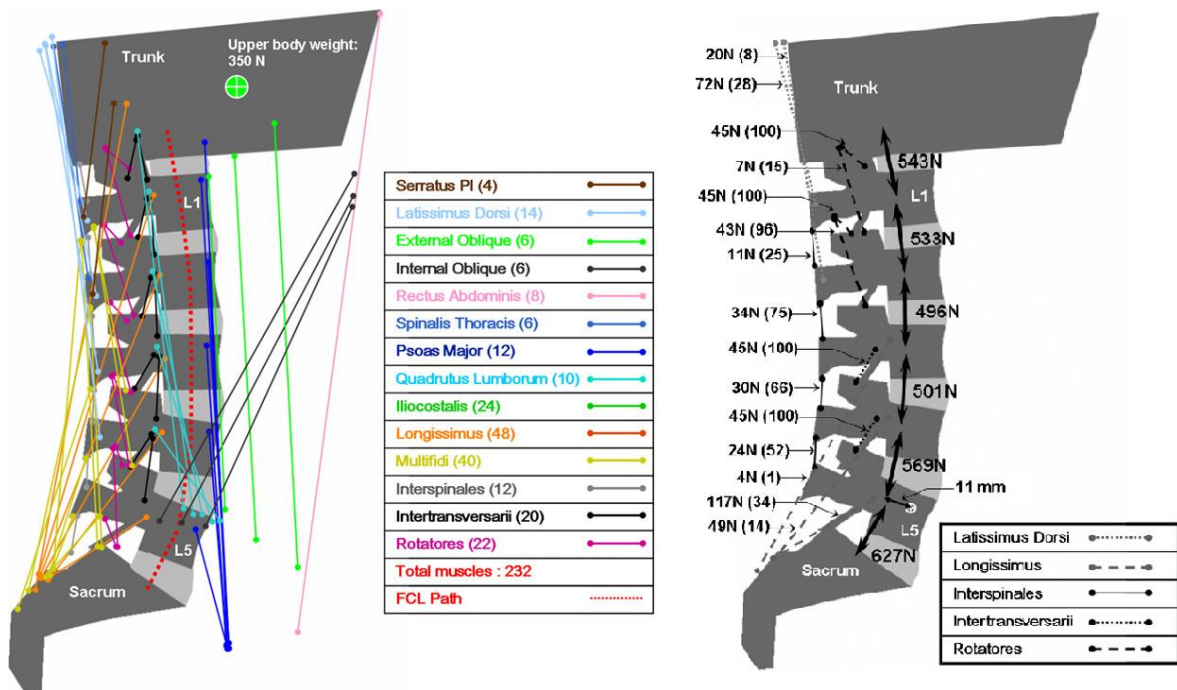 Trunk
Upper body weight:
350 N
L1
L5
Sacrum
Serratus PI (4)
Latissimus Dorsi (14)
External Oblique (6)
Internal Oblique (6)
Rectus Abdominis (8)
Spinalis Thoracis (6)
Psoas Major (12)
Quadrutus Lumborum (10)
Iliocostalis (24)
Longissimus (48)
Multifidi (40)
Interspinales (12)
Intertransversarii (20)
Rotatores (22)
Total muscles : 232
FCL Path
20N (8)
72N (28)
Trunk
45N (100)
7N (15)
543N
L1
45N (100)
43N (96)
533N
11N (25)
34N (75)
496N
45N (100)
30N (66)
501N
45N (100)
24N (52)
569N
4N (1)
11 mm
117N (34)
L5
49N (14)
627N
Sacrum
Latissimus Dorsi
Longissimus
Interspinales
Intertransversarii
Rotatores